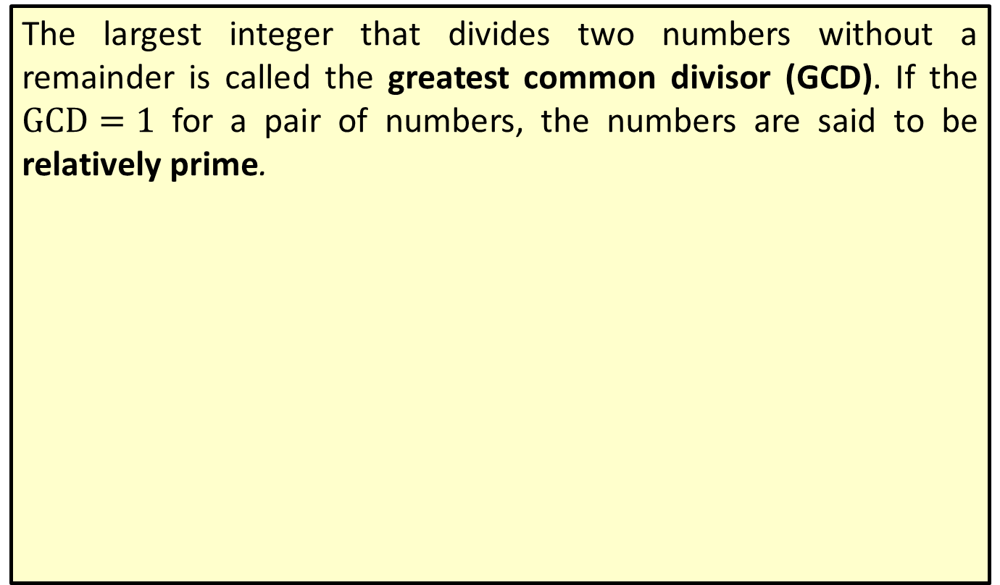 The largest integer that divides two numbers without a
remainder is called the greatest common divisor (GCD). If the
GCD = 1 for a pair of numbers, the numbers are said to be
relatively prime.